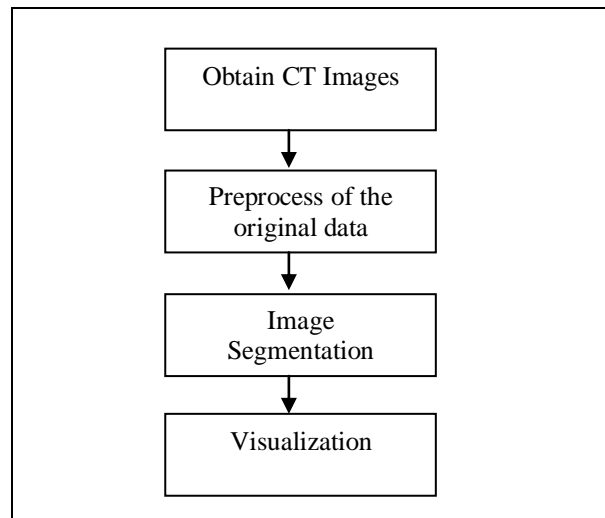 Obtain CT Images
Preprocess of the
original data
Image
Segmentation
Visualization